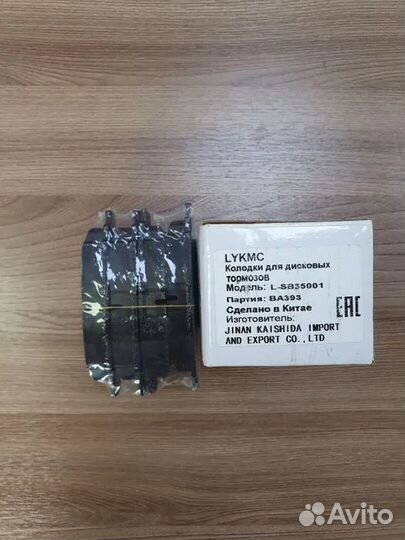 LYKMC
Колодки для дисковых
тормозов
Модель: L-SB35001
Партия: BA393
Сделано в Китае
Изготовитель:
JINAN KAISHIDA IMPORT
AND EXPORT CO.,LTD
EAC
Avito